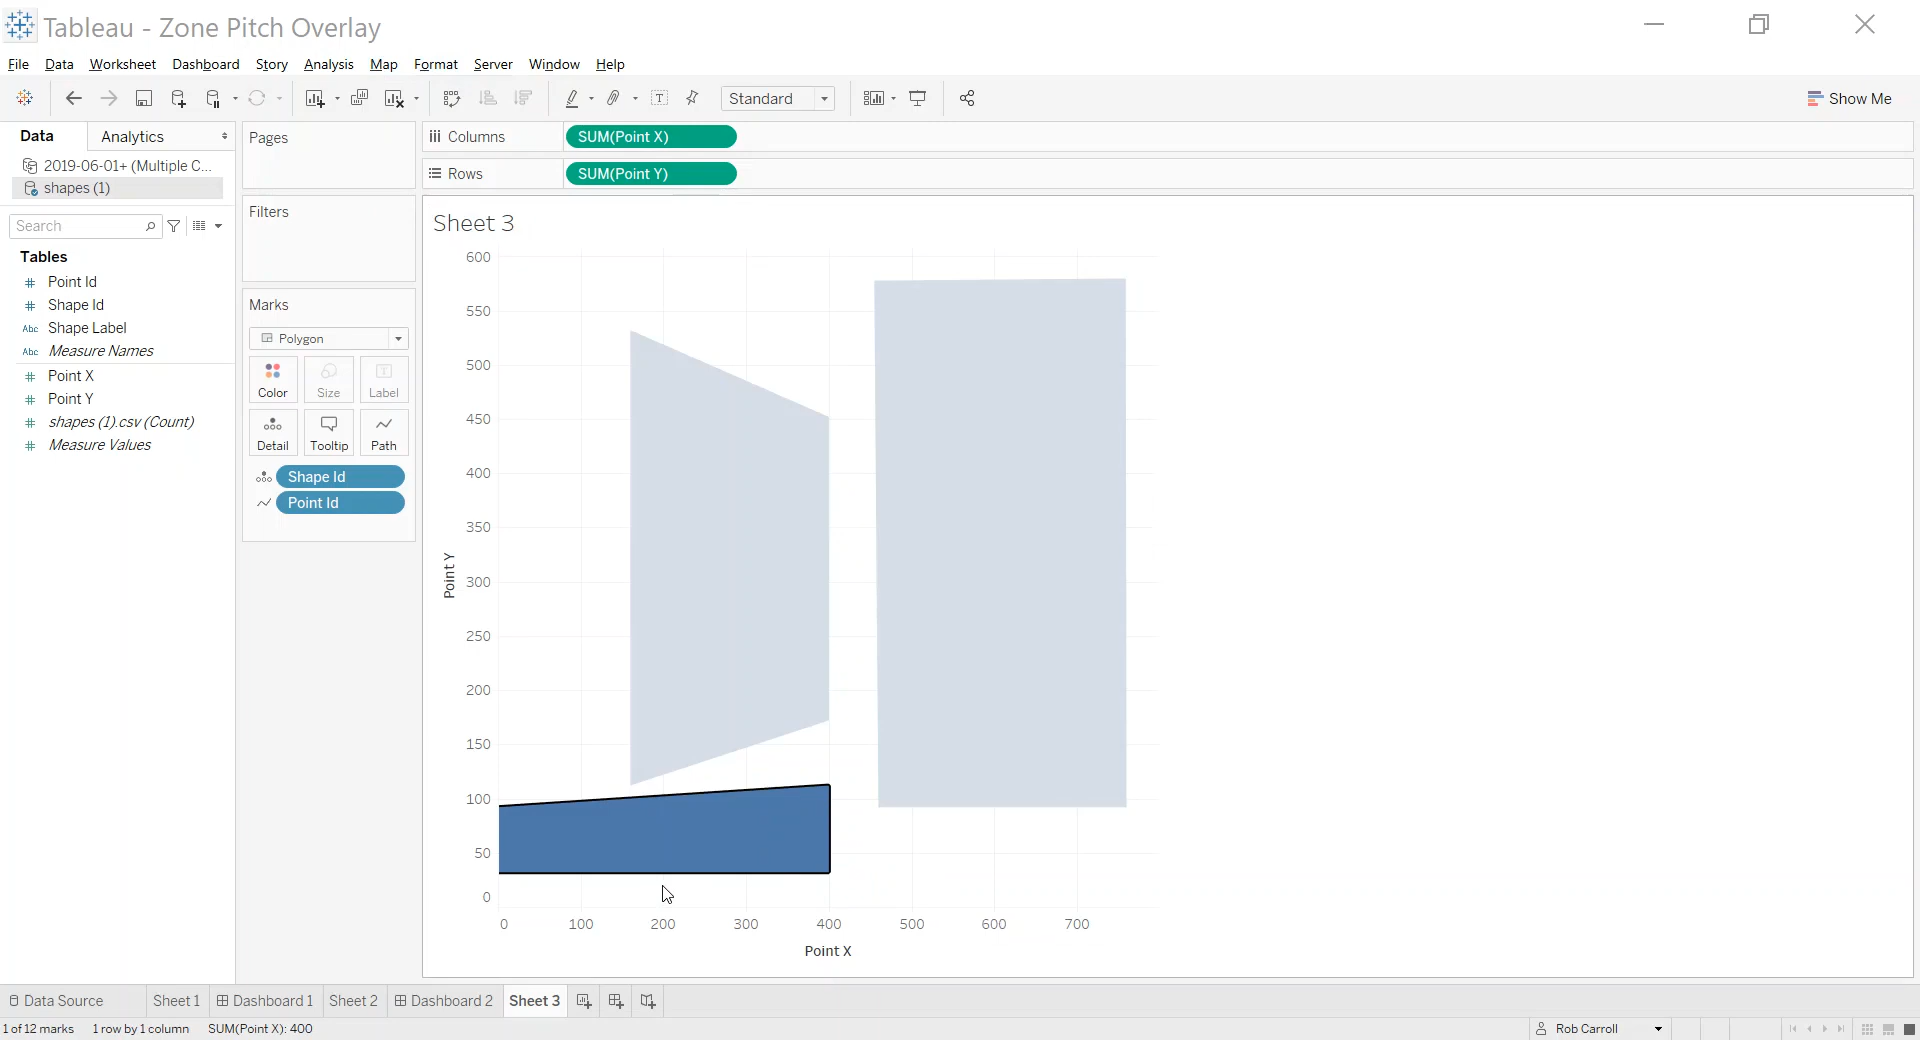 Tableau - Zone Pitch Overlay
File Data Worksheet Dashboard Story Analysis Map Format Server Window Help
Standard
Show Me
Data Analytics
2019-06-01+ (Multiple C...
shapes (1)
Search
Tables
Point Id
Shape Id
Abc Shape Label
Abc Measure Names
Point X
Point Y
shapes (1).csv (Count)
Measure Values
Pages
Filters
Marks
Polygon
Color Size Label
Detail Tooltip Path
Shape Id
Point Id
Columns SUM(Point X)
Rows SUM(Point Y)
Sheet 3
600
550
500
450
400
350
300
250
200
150
100
50
0
Point Y
0 100 200 300 400 500 600 700
Point X
Data Source Sheet 1 Dashboard 1 Sheet 2 Dashboard 2 Sheet 3
1 of 12 marks 1 row by 1 column SUM(Point X): 400
Rob Carroll